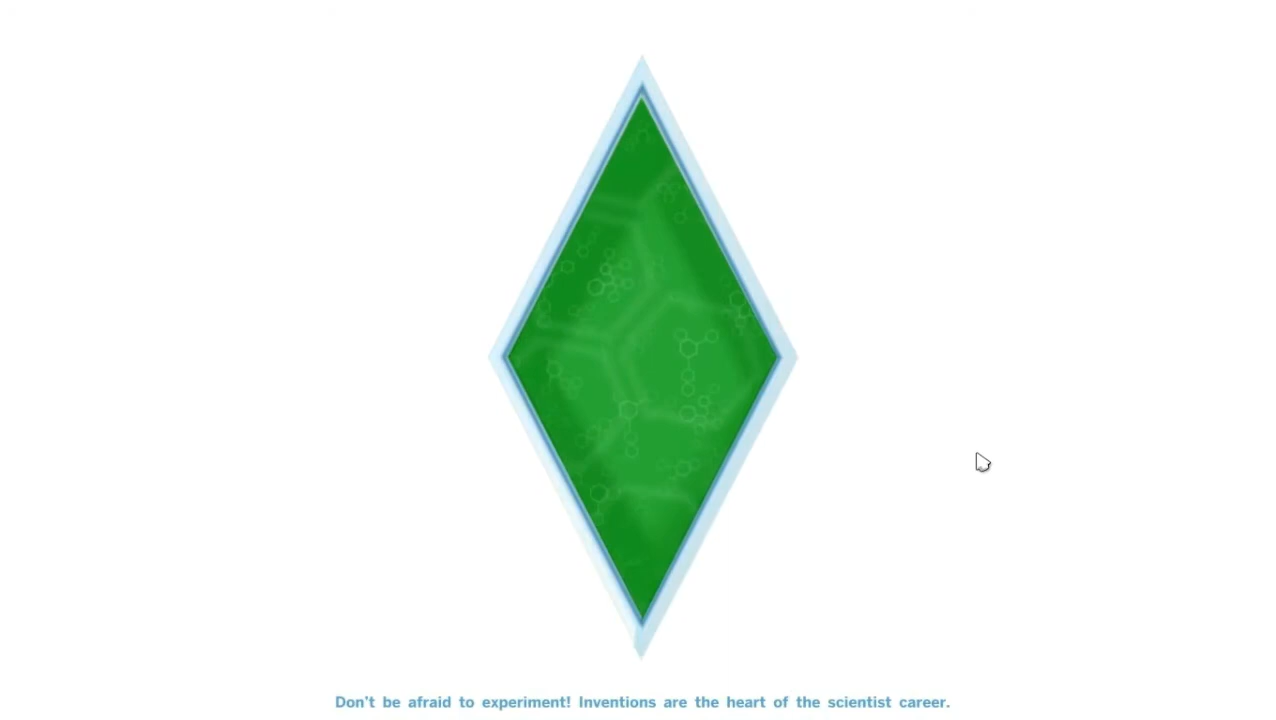 Don't be afraid to experiment! Inventions are the heart of the scientist career.